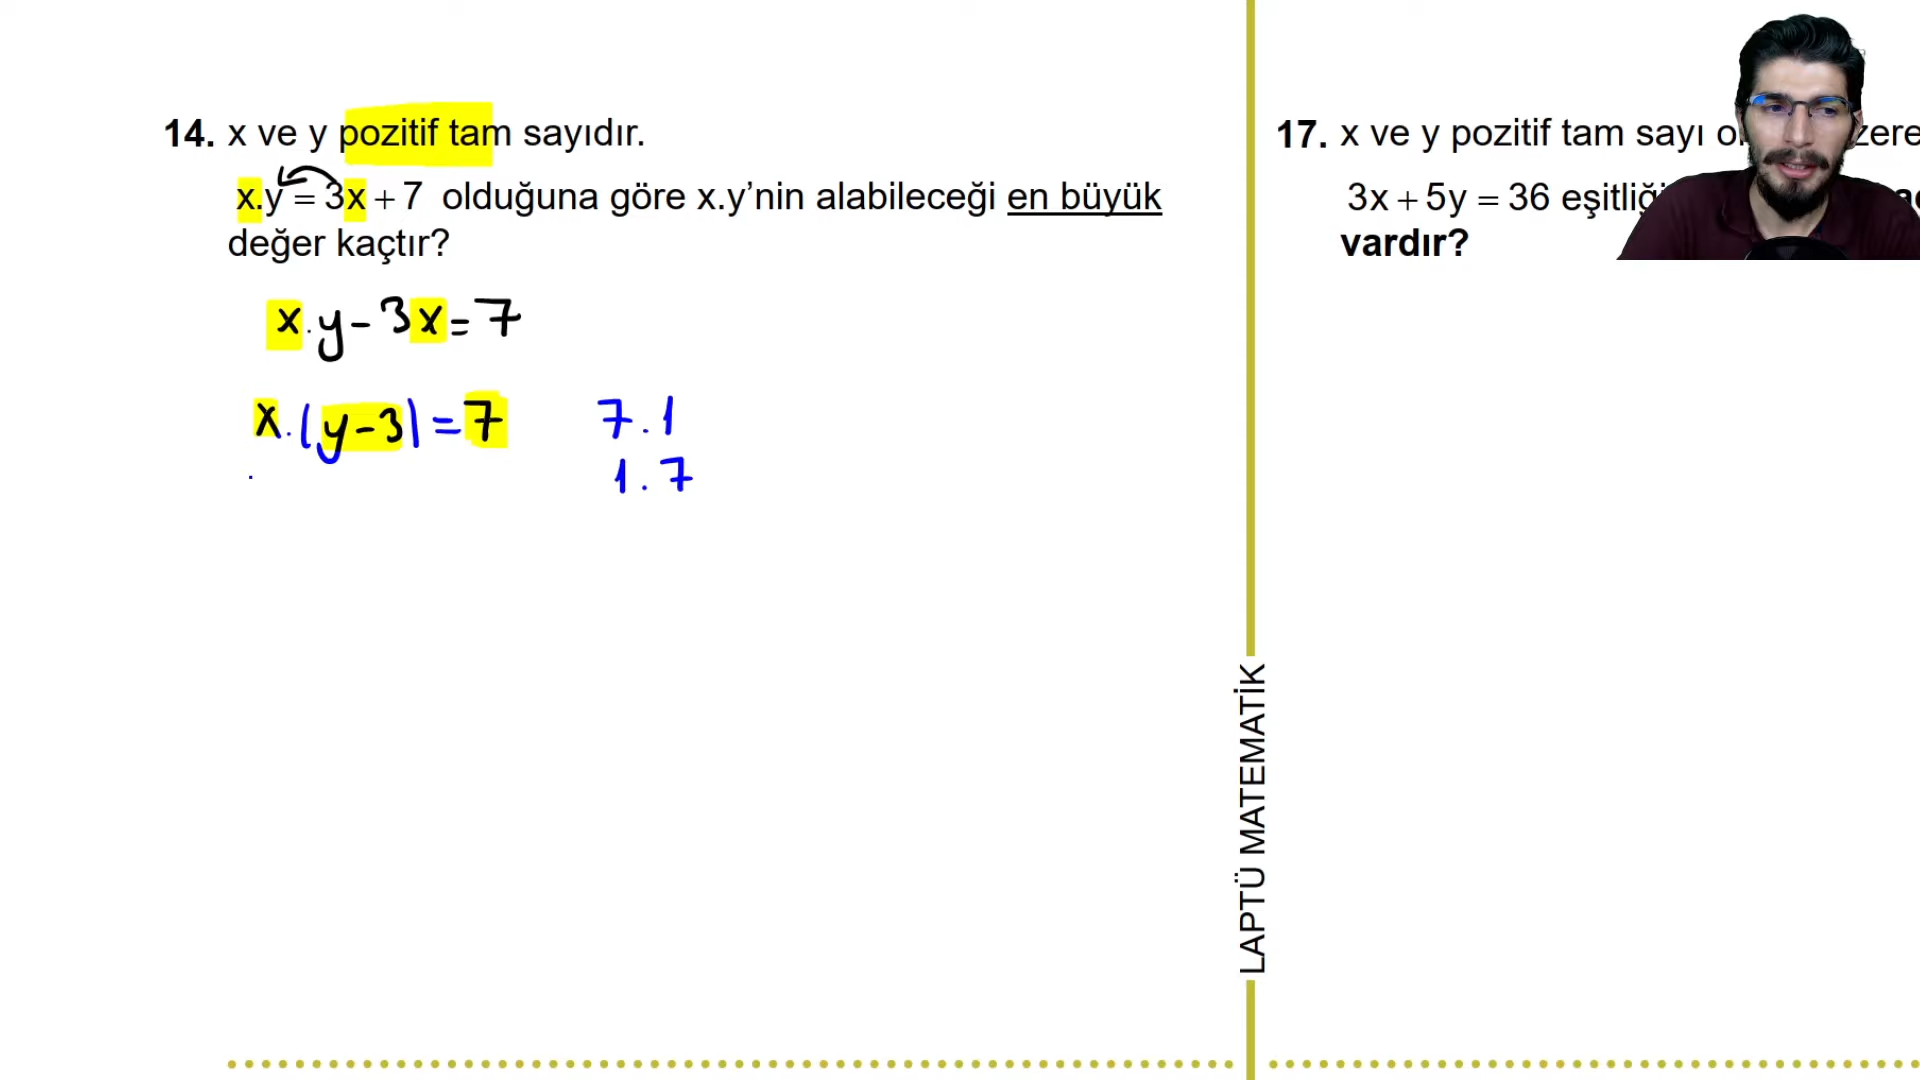 14. x ve y pozitif tam sayıdır.
x.y = 3x + 7 olduğuna göre x.y’nin alabileceği en büyük
değer kaçtır?
x.y - 3x = 7
x.(y-3) = 7
7.1
1.7
LAPTÜ MATEMATİK
17. x ve y pozitif tam sayı
3x + 5y = 36
vardır?